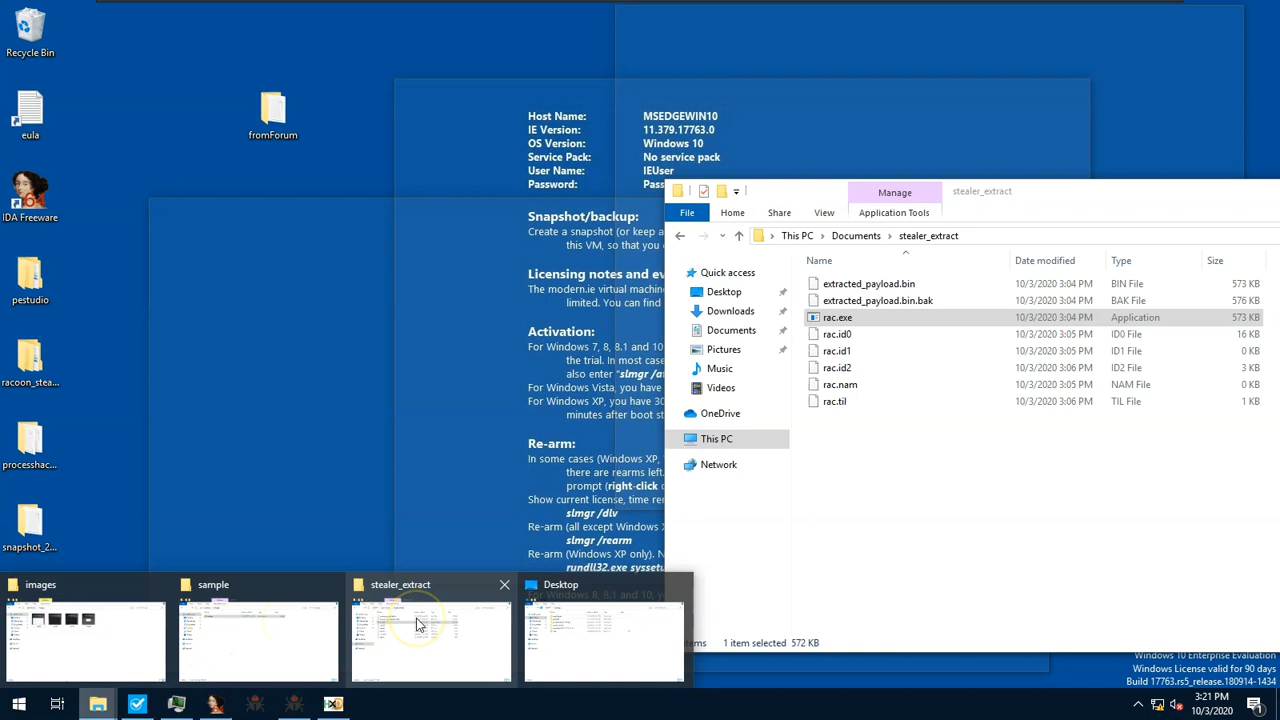 Recycle Bin
eula
fromForum
IDA Freeware
pestudio
racoon_stea...
processhac...
snapshot_2...
Host Name: MSEDGEWIN10
IE Version: 11.379.17763.0
OS Version: Windows 10
Service Pack: No service pack
User Name: IEUser
Password: Pass
Snapshot/backup:
Create a snapshot (or keep a
this VM, so that you
Licensing notes and ev
The modern.ie virtual machine
limited. You can find
Activation:
For Windows 7, 8, 8.1 and 10
the trial. In most case
also enter "slmgr /a
For Windows Vista, you have
For Windows XP, you have 30
minutes after boot st
Re-arm:
In some cases (Windows XP,
there are rearms left.
prompt (right-click
Show current license, time re
slmgr /dlv
Re-arm (all except Windows X
slmgr /rearm
Re-arm (Windows XP only). N
rundll32.exe syssetu
For Windows 8, 8.1 and 10, y
Manage
stealer_extract
File Home Share View Application Tools
This PC Documents stealer_extract
Name Date modified Type Size
Quick access
Desktop
Downloads
Documents
Pictures
Music
Videos
OneDrive
This PC
Network
extracted_payload.bin 10/3/2020 3:04 PM BIN File 573 KB
extracted_payload.bin.bak 10/3/2020 3:04 PM BAK File 576 KB
rac.exe 10/3/2020 3:04 PM Application 573 KB
rac.id0 10/3/2020 3:05 PM ID0 File 16 KB
rac.id1 10/3/2020 3:05 PM ID1 File 0 KB
rac.id2 10/3/2020 3:06 PM ID2 File 3 KB
rac.nam 10/3/2020 3:05 PM NAM File 0 KB
rac.til 10/3/2020 3:06 PM TIL File 1 KB
tems 1 item selected 572 KB
images
sample
stealer_extract
Desktop
Windows 10 Enterprise Evaluation
Windows License valid for 90 days
Build 17763.rs5_release.180914-1434
3:21 PM
10/3/2020